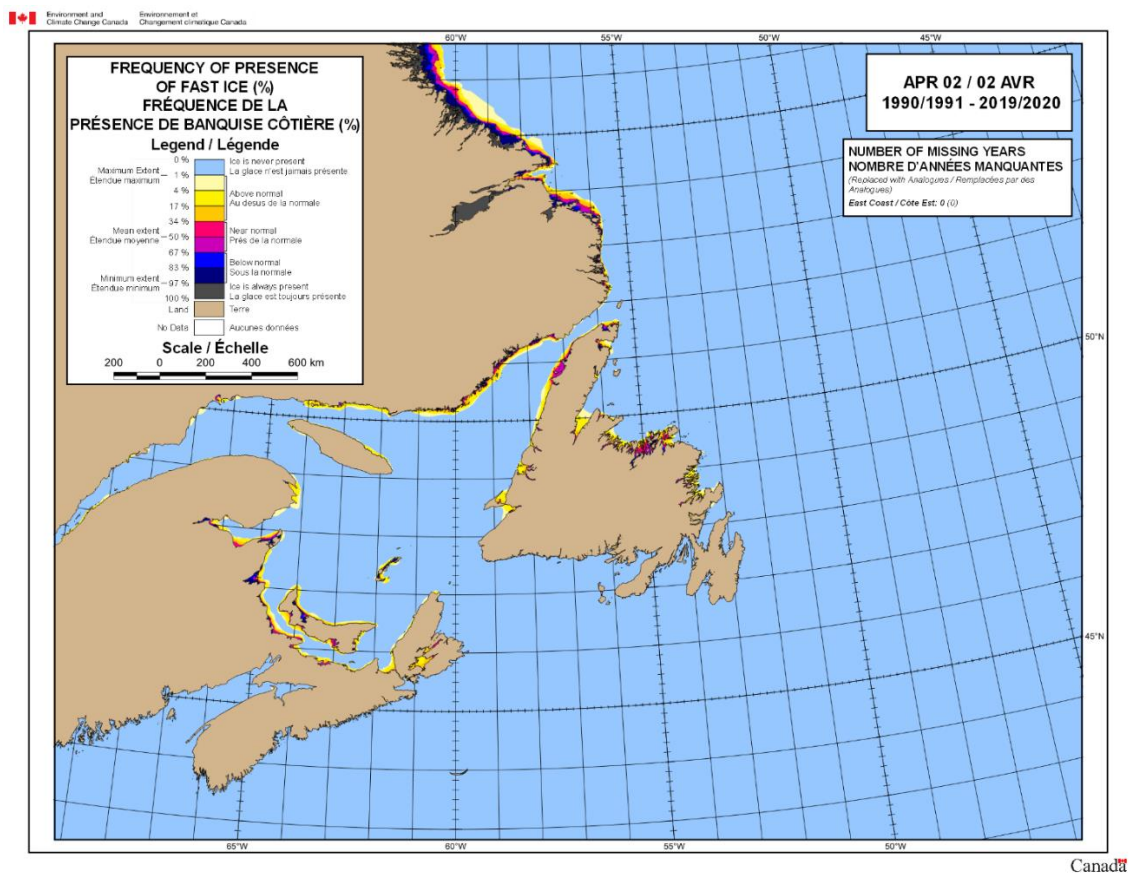 Environment and Environnement et
Climate Change Canada Changement climatique Canada
60°W 55°W 50°W 45°W
FREQUENCY OF PRESENCE
OF FAST ICE (%)
FRÉQUENCE DE LA
PRÉSENCE DE BANQUISE CÔTIÈRE (%)
Legend / Légende
0 %
Ice is never present
La glace n'est jamais présente
Maximum Extent
Étendue maximum
1 %
4 %
Above normal
Au desus de la normale
17 %
34 %
Mean extent
Étendue moyenne
50 %
Near normal
Près de la normale
67 %
Below normal
Sous la normale
83 %
Minimum extent
Étendue minimum
97 %
Ice is always present
La glace est toujours présente
100 %
Land Terre
No Data Aucunes données
Scale / Échelle
200 0 200 400 600 km
APR 02 / 02 AVR
1990/1991 - 2019/2020
NUMBER OF MISSING YEARS
NOMBRE D'ANNÉES MANQUANTES
(Replaced with Analogues / Remplacées par des
Analogues)
East Coast / Côte Est: 0 (0)
50°N
45°N
65°W 60°W 55°W 50°W
Canada